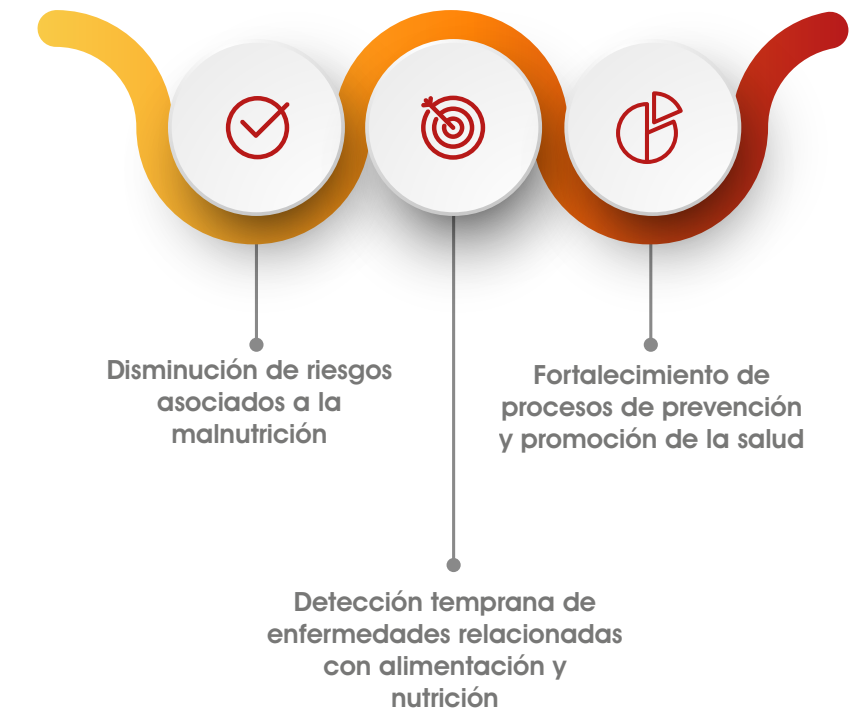 Disminución de riesgos
asociados a la
malnutrición
Fortalecimiento de
procesos de prevención
y promoción de la salud
Detección temprana de
enfermedades relacionadas
con alimentación y
nutrición